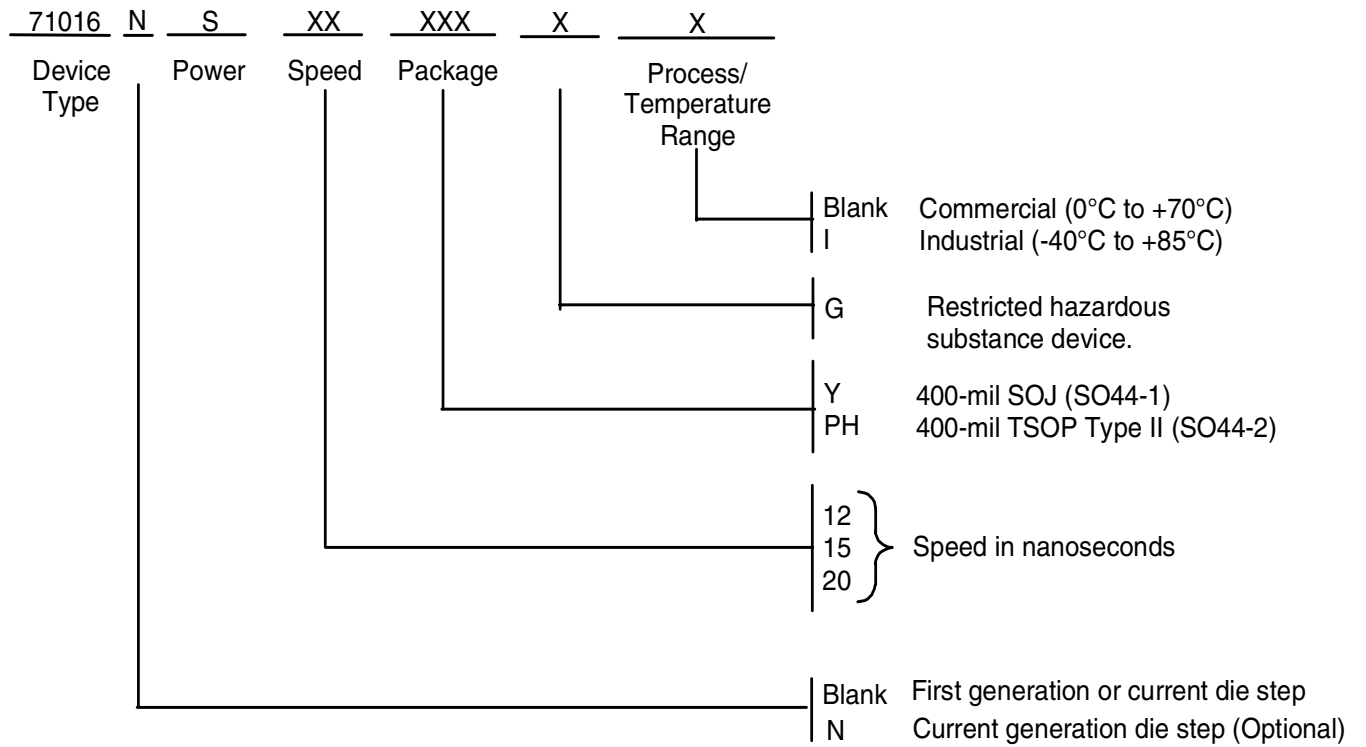 71016 N S XX XXX X X
Device Type
Power
Speed
Package
Process/
Temperature
Range
Blank Commercial (0°C to +70°C)
I Industrial (-40°C to +85°C)
G Restricted hazardous
substance device.
Y 400-mil SOJ (SO44-1)
PH 400-mil TSOP Type II (SO44-2)
12
15 Speed in nanoseconds
20
Blank First generation or current die step
N Current generation die step (Optional)